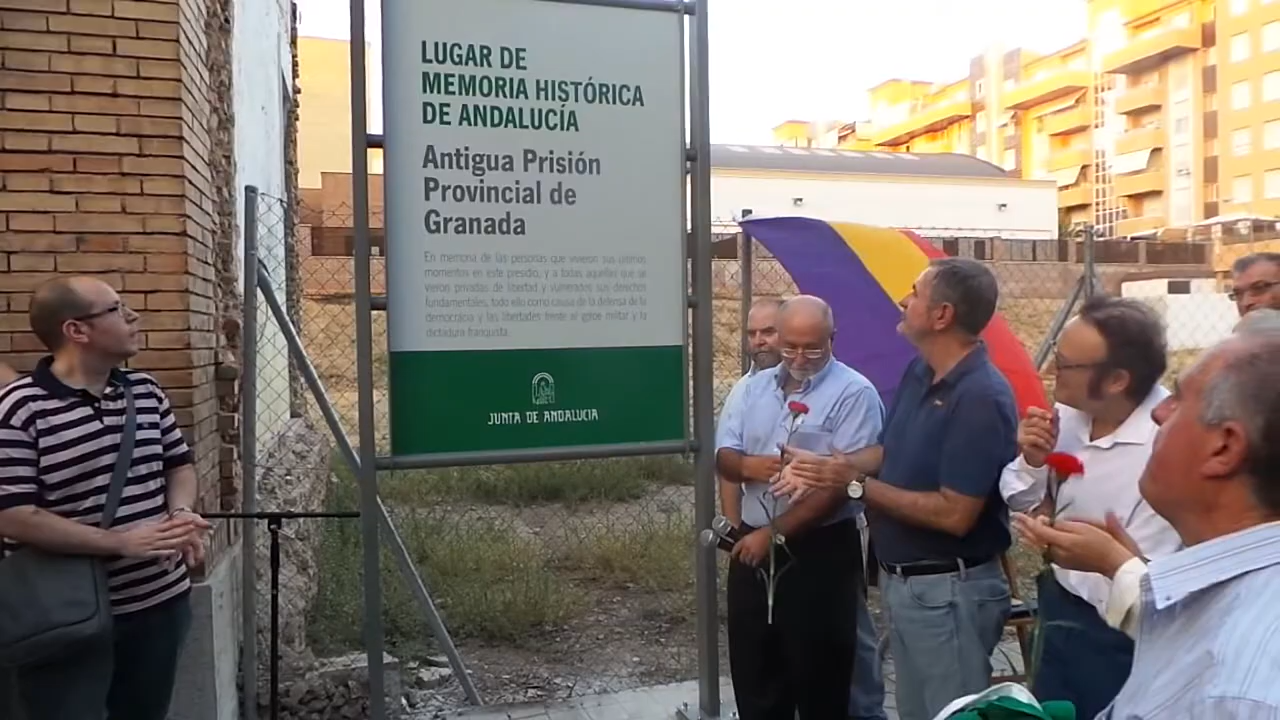 LUGAR DE
MEMORIA HISTÓRICA
DE ANDALUCÍA
Antigua Prisión
Provincial de
Granada
En memoria de las personas que vivieron sus últimos
momentos en este presidio, y a todas aquellas que se
vieron privadas de libertad y vulnerados sus derechos
fundamentales, todo ello como causa de la defensa de la
democracia y las libertades frente al golpe militar y la
dictadura franquista.
JUNTA DE ANDALUCIA